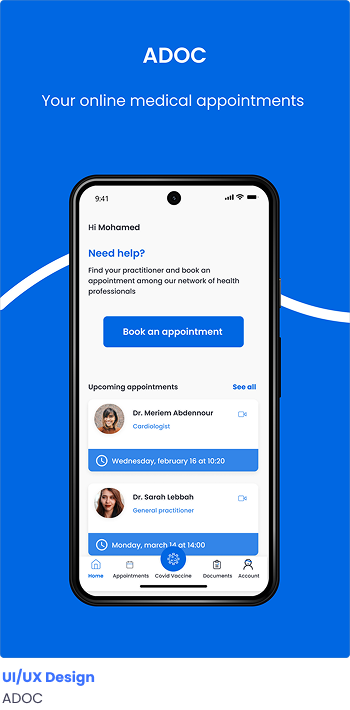 ADOC
Your online medical appointments
9:41
Hi Mohamed
Need help?
Find your practitioner and book an
appointment among our network of health
professionals
Book an appointment
Upcoming appointments
See all
Dr. Meriem Abdennour
Cardiologist
Wednesday, february 16 at 10:20
Dr. Sarah Lebbah
General practitioner
Monday, march 14 at 14:00
Home
Appointments
Covid Vaccine
Documents
Account
UI/UX Design
ADOC